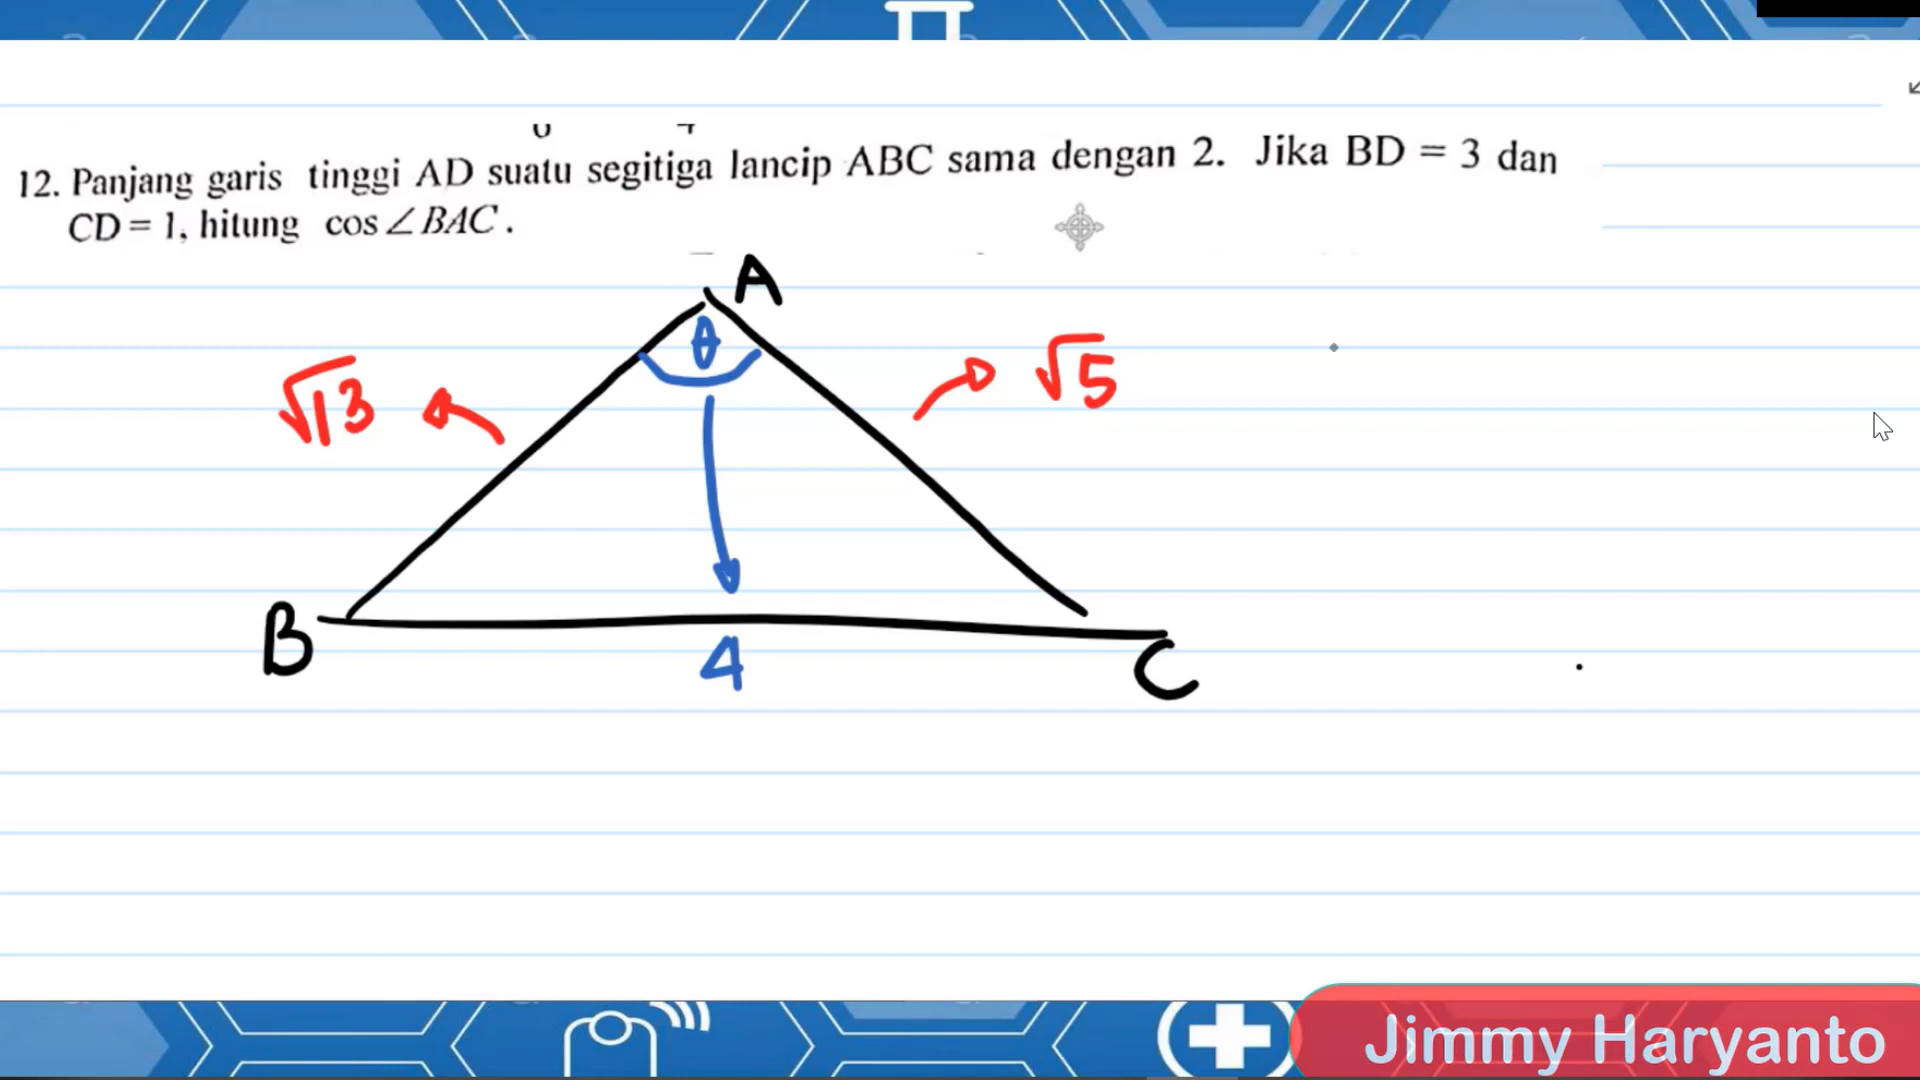 12. Panjang garis tinggi AD suatu segitiga lancip ABC sama dengan 2. Jika BD = 3 dan
CD = 1, hitung cos ∠BAC.
A
θ
√13
√5
B
4
C
Jimmy Haryanto